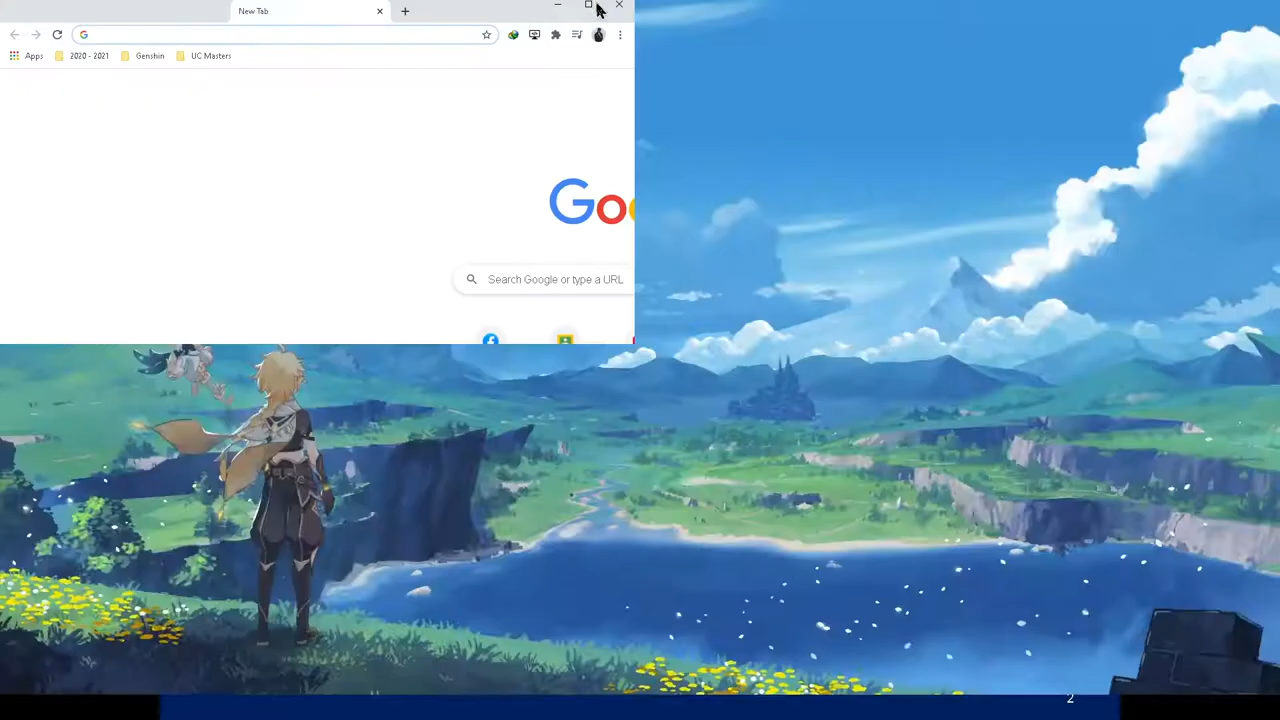 New Tab
Apps 2020 - 2021 Genshin UC Masters
Goo
Search Google or type a URL
2